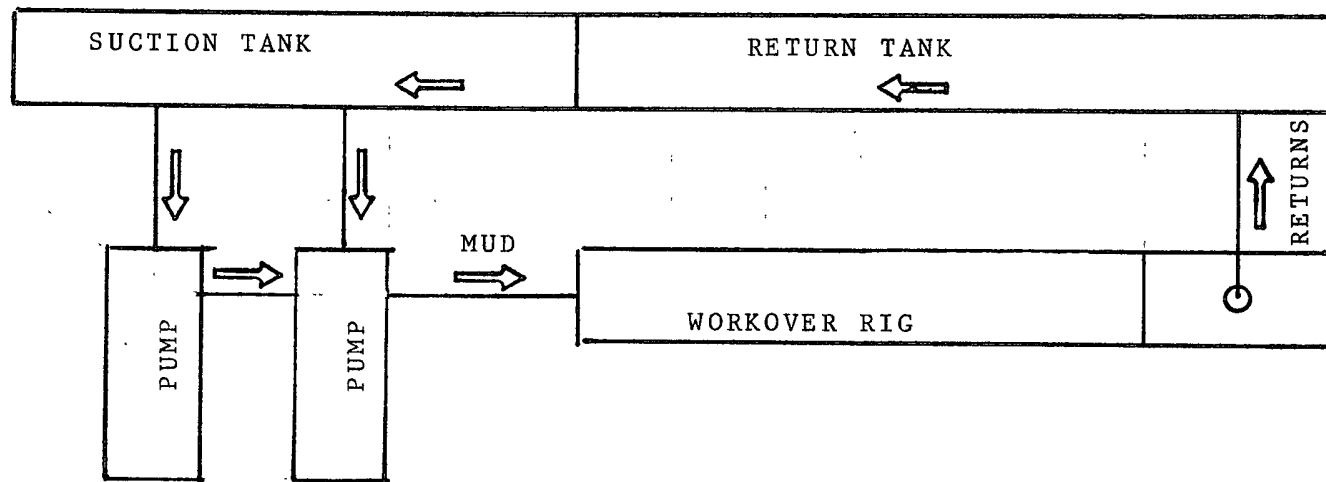 SUCTION TANK
RETURN TANK
RETURNS
MUD
PUMP
PUMP
WORKOVER RIG